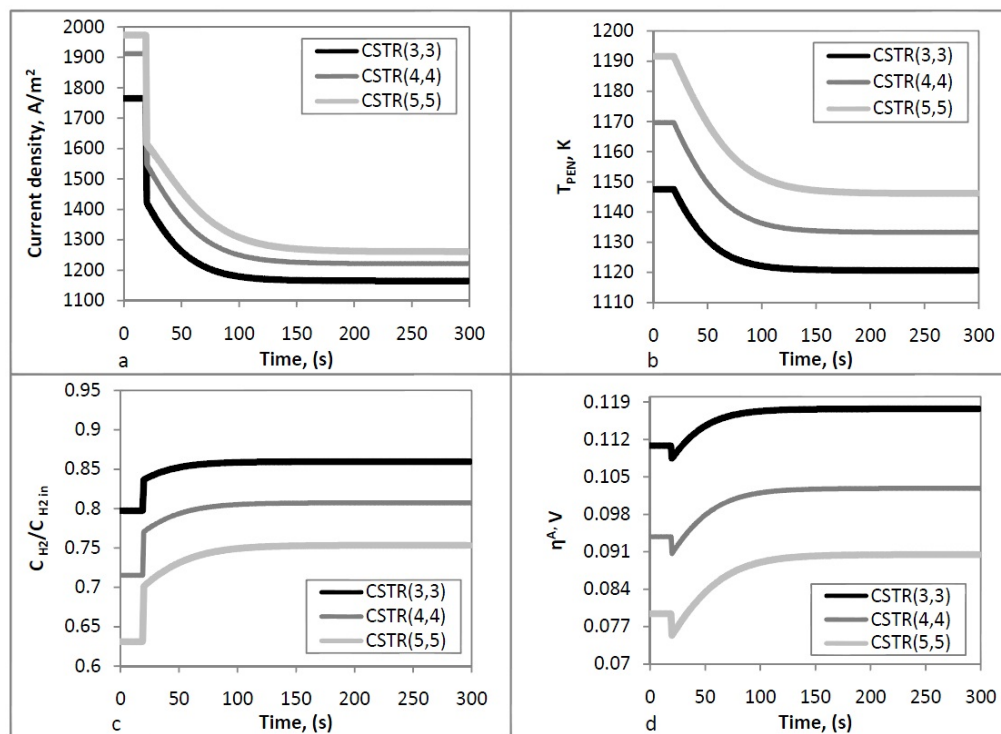 2000
1900
1800
1700
1600
1500
1400
1300
1200
1100
Current density, A/m²
CSTR(3,3)
CSTR(4,4)
CSTR(5,5)
0 50 100 150 200 250 300
a Time, (s)
1200
1190
1180
1170
1160
1150
1140
1130
1120
1110
T_PEN, K
CSTR(3,3)
CSTR(4,4)
CSTR(5,5)
0 50 100 150 200 250 300
b Time, (s)
0.95
0.9
0.85
0.8
0.75
0.7
0.65
0.6
C H2/C H2 in
CSTR(3,3)
CSTR(4,4)
CSTR(5,5)
0 50 100 150 200 250 300
c Time, (s)
0.119
0.112
0.105
0.098
0.091
0.084
0.077
0.07
η^A, V
CSTR(3,3)
CSTR(4,4)
CSTR(5,5)
0 50 100 150 200 250 300
d Time, (s)